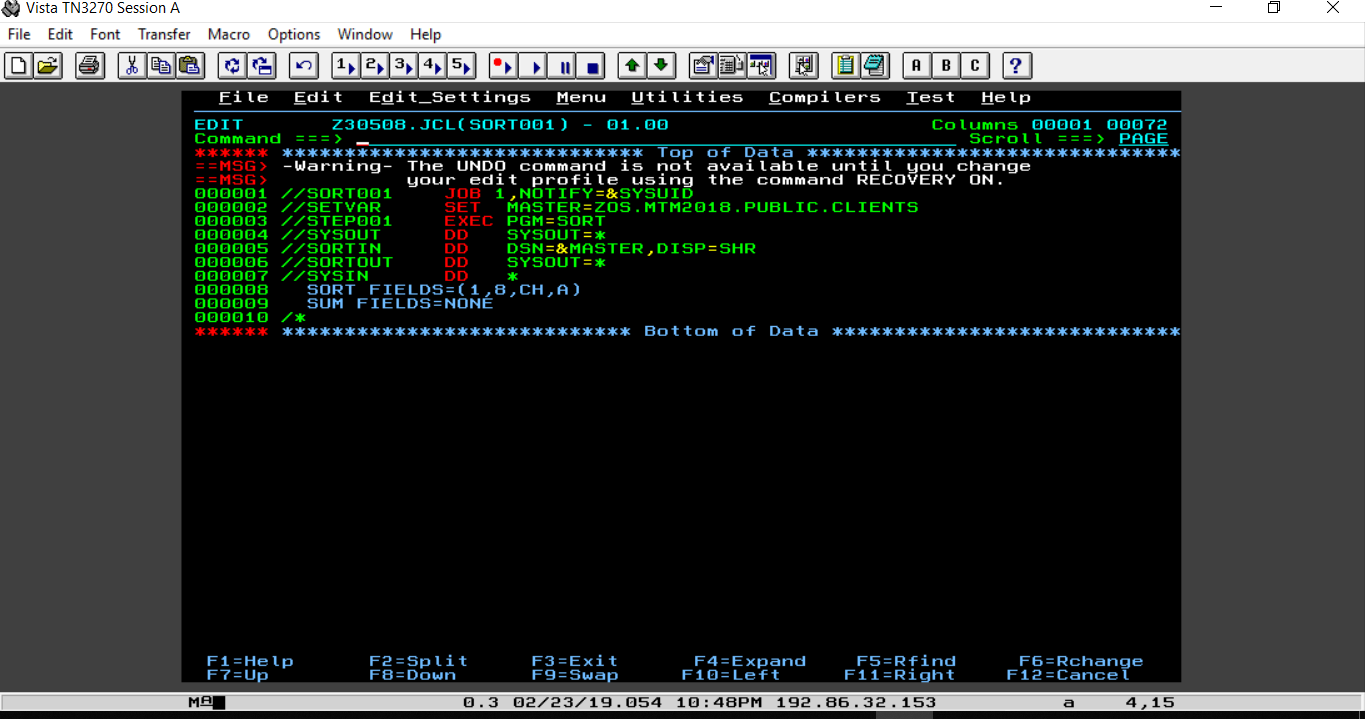 Vista TN3270 Session A
File Edit Font Transfer Macro Options Window Help
1 2 3 4 5 A B C ?
File Edit Edit_Settings Menu Utilities Compilers Test Help
EDIT Z30508.JCL(SORT001) - 01.00 Columns 00001 00072
Command ===> _ Scroll ===> PAGE
****** ***************************** Top of Data ******************************
==MSG> -Warning- The UNDO command is not available until you change
==MSG> your edit profile using the command RECOVERY ON.
000001 //SORT001 JOB 1,NOTIFY=&SYSUID
000002 //SETVAR SET MASTER=ZOS.MTM2018.PUBLIC.CLIENTS
000003 //STEP001 EXEC PGM=SORT
000004 //SYSOUT DD SYSOUT=*
000005 //SORTIN DD DSN=&MASTER,DISP=SHR
000006 //SORTOUT DD SYSOUT=*
000007 //SYSIN DD *
000008 SORT FIELDS=(1,8,CH,A)
000009 SUM FIELDS=NONE
000010 /*
****** **************************** Bottom of Data ****************************
F1=Help F2=Split F3=Exit F4=Expand F5=Rfind F6=Rchange
F7=Up F8=Down F9=Swap F10=Left F11=Right F12=Cancel
MA 0.3 02/23/19.054 10:48PM 192.86.32.153 a 4,15